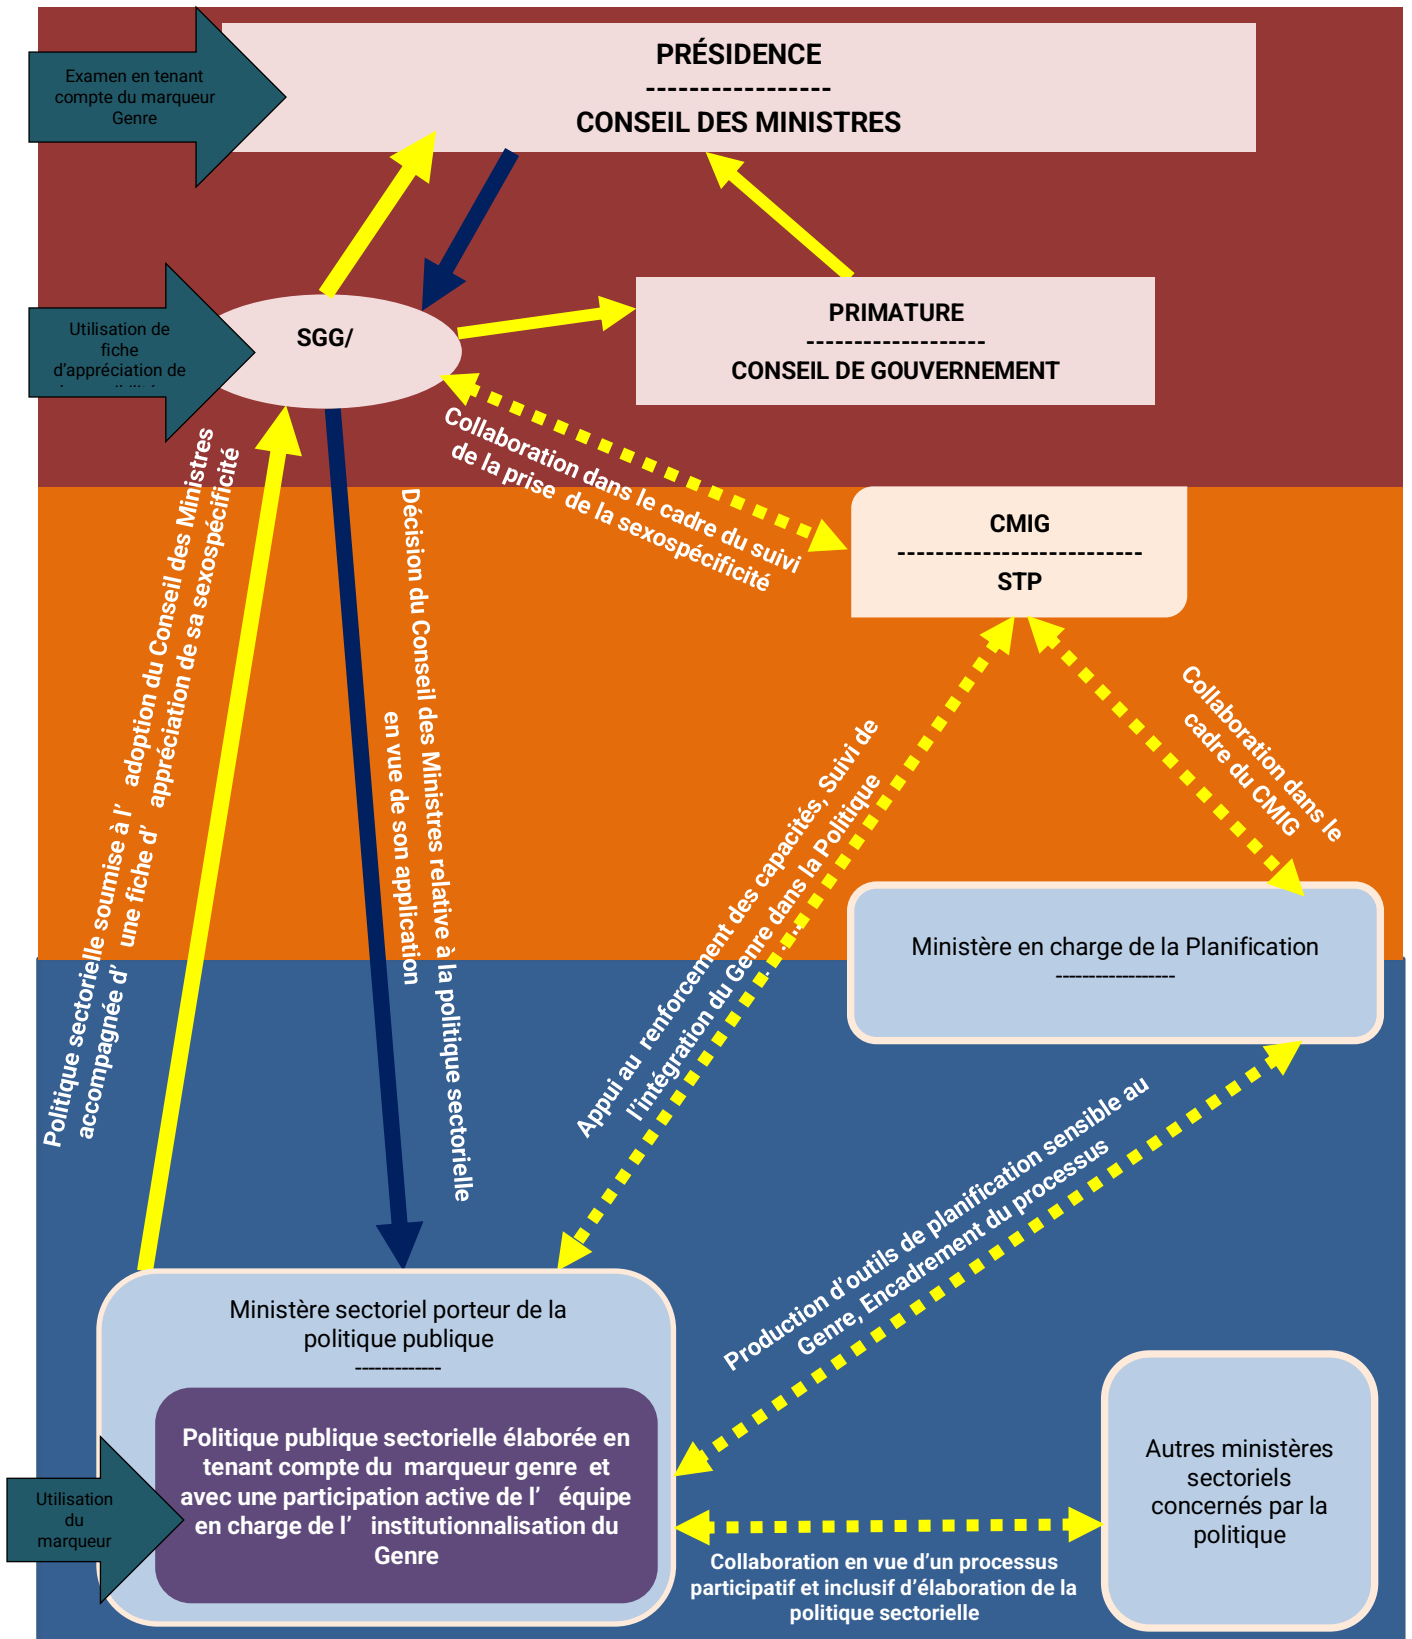 PRÉSIDENCE
-----------------
CONSEIL DES MINISTRES
Examen en tenant
compte du marqueur
Genre
SGG/
Utilisation de
fiche
d’appréciation de
PRIMATURE
-------------------
CONSEIL DE GOUVERNEMENT
Collaboration dans le cadre du suivi
de la prise de la sexospécificité
CMIG
--------------------------
STP
Politique sectorielle soumise à l’ adoption du Conseil des Ministres
accompagnée d’ une fiche d’ appréciation de sa sexospécificité
Décision du Conseil des Ministres relative à la politique sectorielle
en vue de son application
Appui au renforcement des capacités, Suivi de
l’intégration du Genre dans la Politique
Collaboration dans le
cadre du CMIG
Ministère en charge de la Planification
------------------
Production d’outils de planification sensible au
Genre, Encadrement du processus
Ministère sectoriel porteur de la
politique publique
-------------
Politique publique sectorielle élaborée en
tenant compte du marqueur genre et
avec une participation active de l’ équipe
en charge de l’ institutionnalisation du
Genre
Utilisation
du
marqueur
Collaboration en vue d’un processus
participatif et inclusif d’élaboration de la
politique sectorielle
Autres ministères
sectoriels
concernés par la
politique